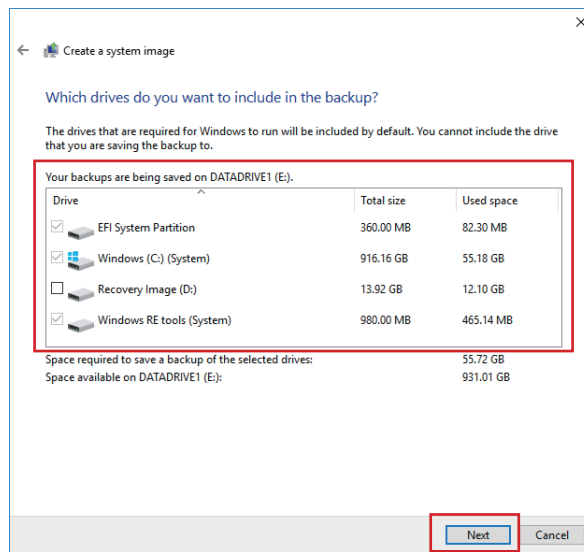 Create a system image
Which drives do you want to include in the backup?
The drives that are required for Windows to run will be included by default. You cannot include the drive
that you are saving the backup to.
Your backups are being saved on DATADRIVE1 (E:).
Drive Total size Used space
EFI System Partition 360.00 MB 82.30 MB
Windows (C:) (System) 916.16 GB 55.18 GB
Recovery Image (D:) 13.92 GB 12.10 GB
Windows RE tools (System) 980.00 MB 465.14 MB
Space required to save a backup of the selected drives: 55.72 GB
Space available on DATADRIVE1 (E:): 931.01 GB
Next Cancel